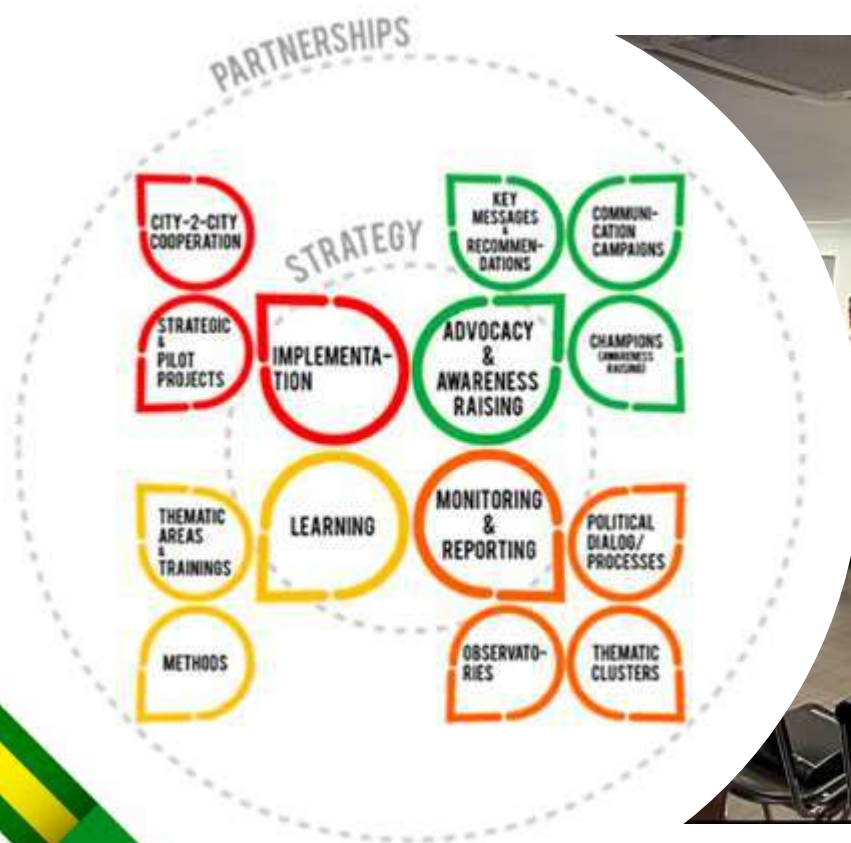 PARTNERSHIPS
STRATEGY
CITY-2-CITY
COOPERATION
STRATEGIC
&
PILOT
PROJECTS
IMPLEMENTA-
TION
KEY
MESSAGES
&
RECOMMEN-
DATIONS
COMMUNI-
CATION
CAMPAIGNS
ADVOCACY
&
AWARENESS
RAISING
CHAMPIONS
(AWARENESS
RAISING)
THEMATIC
AREAS
&
TRAININGS
LEARNING
METHODS
MONITORING
&
REPORTING
POLITICAL
DIALOG/
PROCESSES
OBSERVATO-
RIES
THEMATIC
CLUSTERS